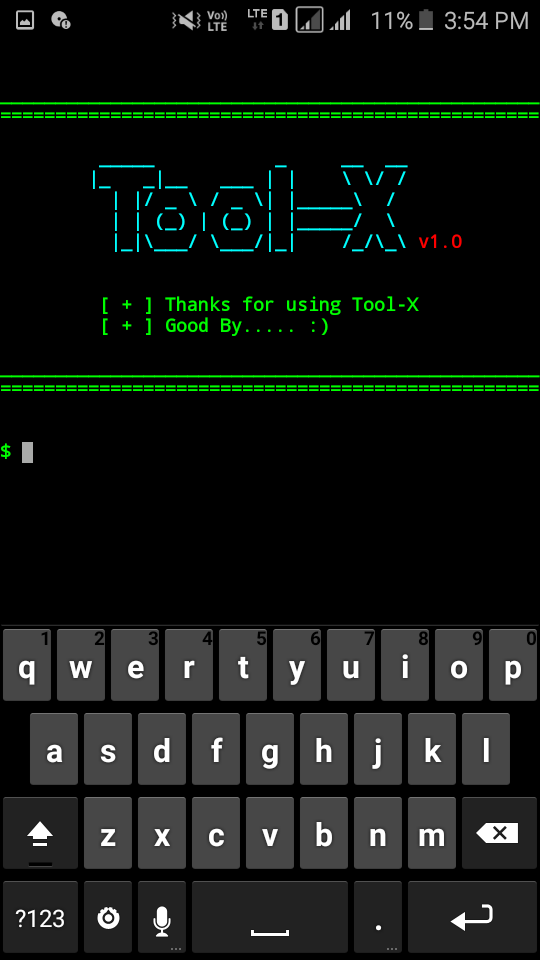 Vo)) LTE LTE 1 11% 3:54 PM
Tool-X v1.0
[ + ] Thanks for using Tool-X
[ + ] Good By..... :)
$
1 2 3 4 5 6 7 8 9 0
q w e r t y u i o p
a s d f g h j k l
z x c v b n m
?123 .